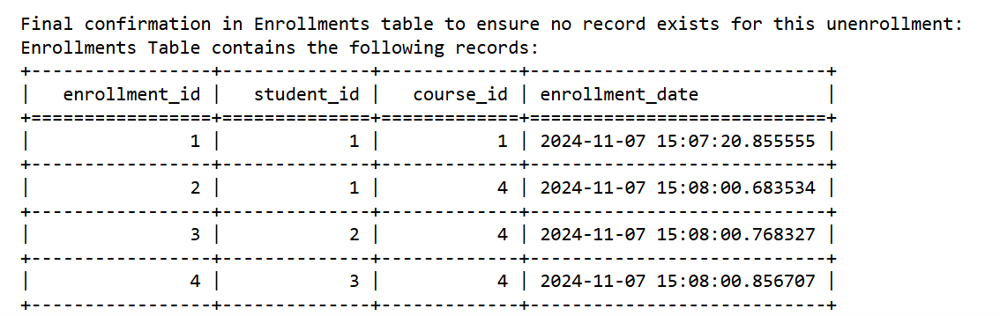 Final confirmation in Enrollments table to ensure no record exists for this unenrollment:
Enrollments Table contains the following records:
+-----------------+--------------+-------------+----------------------------+
|   enrollment_id |   student_id |   course_id | enrollment_date            |
+=================+==============+=============+============================+
|               1 |            1 |           1 | 2024-11-07 15:07:20.855555 |
+-----------------+--------------+-------------+----------------------------+
|               2 |            1 |           4 | 2024-11-07 15:08:00.683534 |
+-----------------+--------------+-------------+----------------------------+
|               3 |            2 |           4 | 2024-11-07 15:08:00.768327 |
+-----------------+--------------+-------------+----------------------------+
|               4 |            3 |           4 | 2024-11-07 15:08:00.856707 |
+-----------------+--------------+-------------+----------------------------+